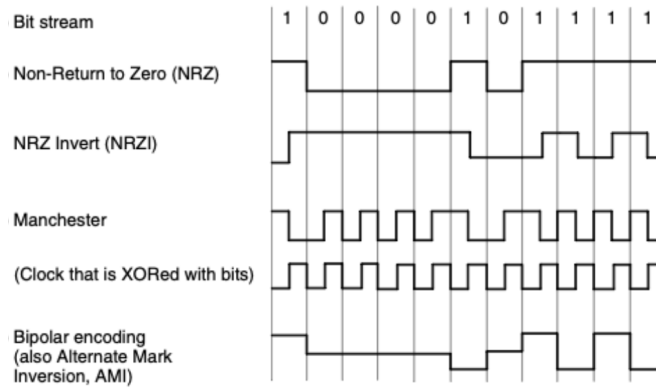 Bit stream
1 0 0 0 0 1 0 1 1 1 1
Non-Return to Zero (NRZ)
NRZ Invert (NRZI)
Manchester
(Clock that is XORed with bits)
Bipolar encoding
(also Alternate Mark
Inversion, AMI)